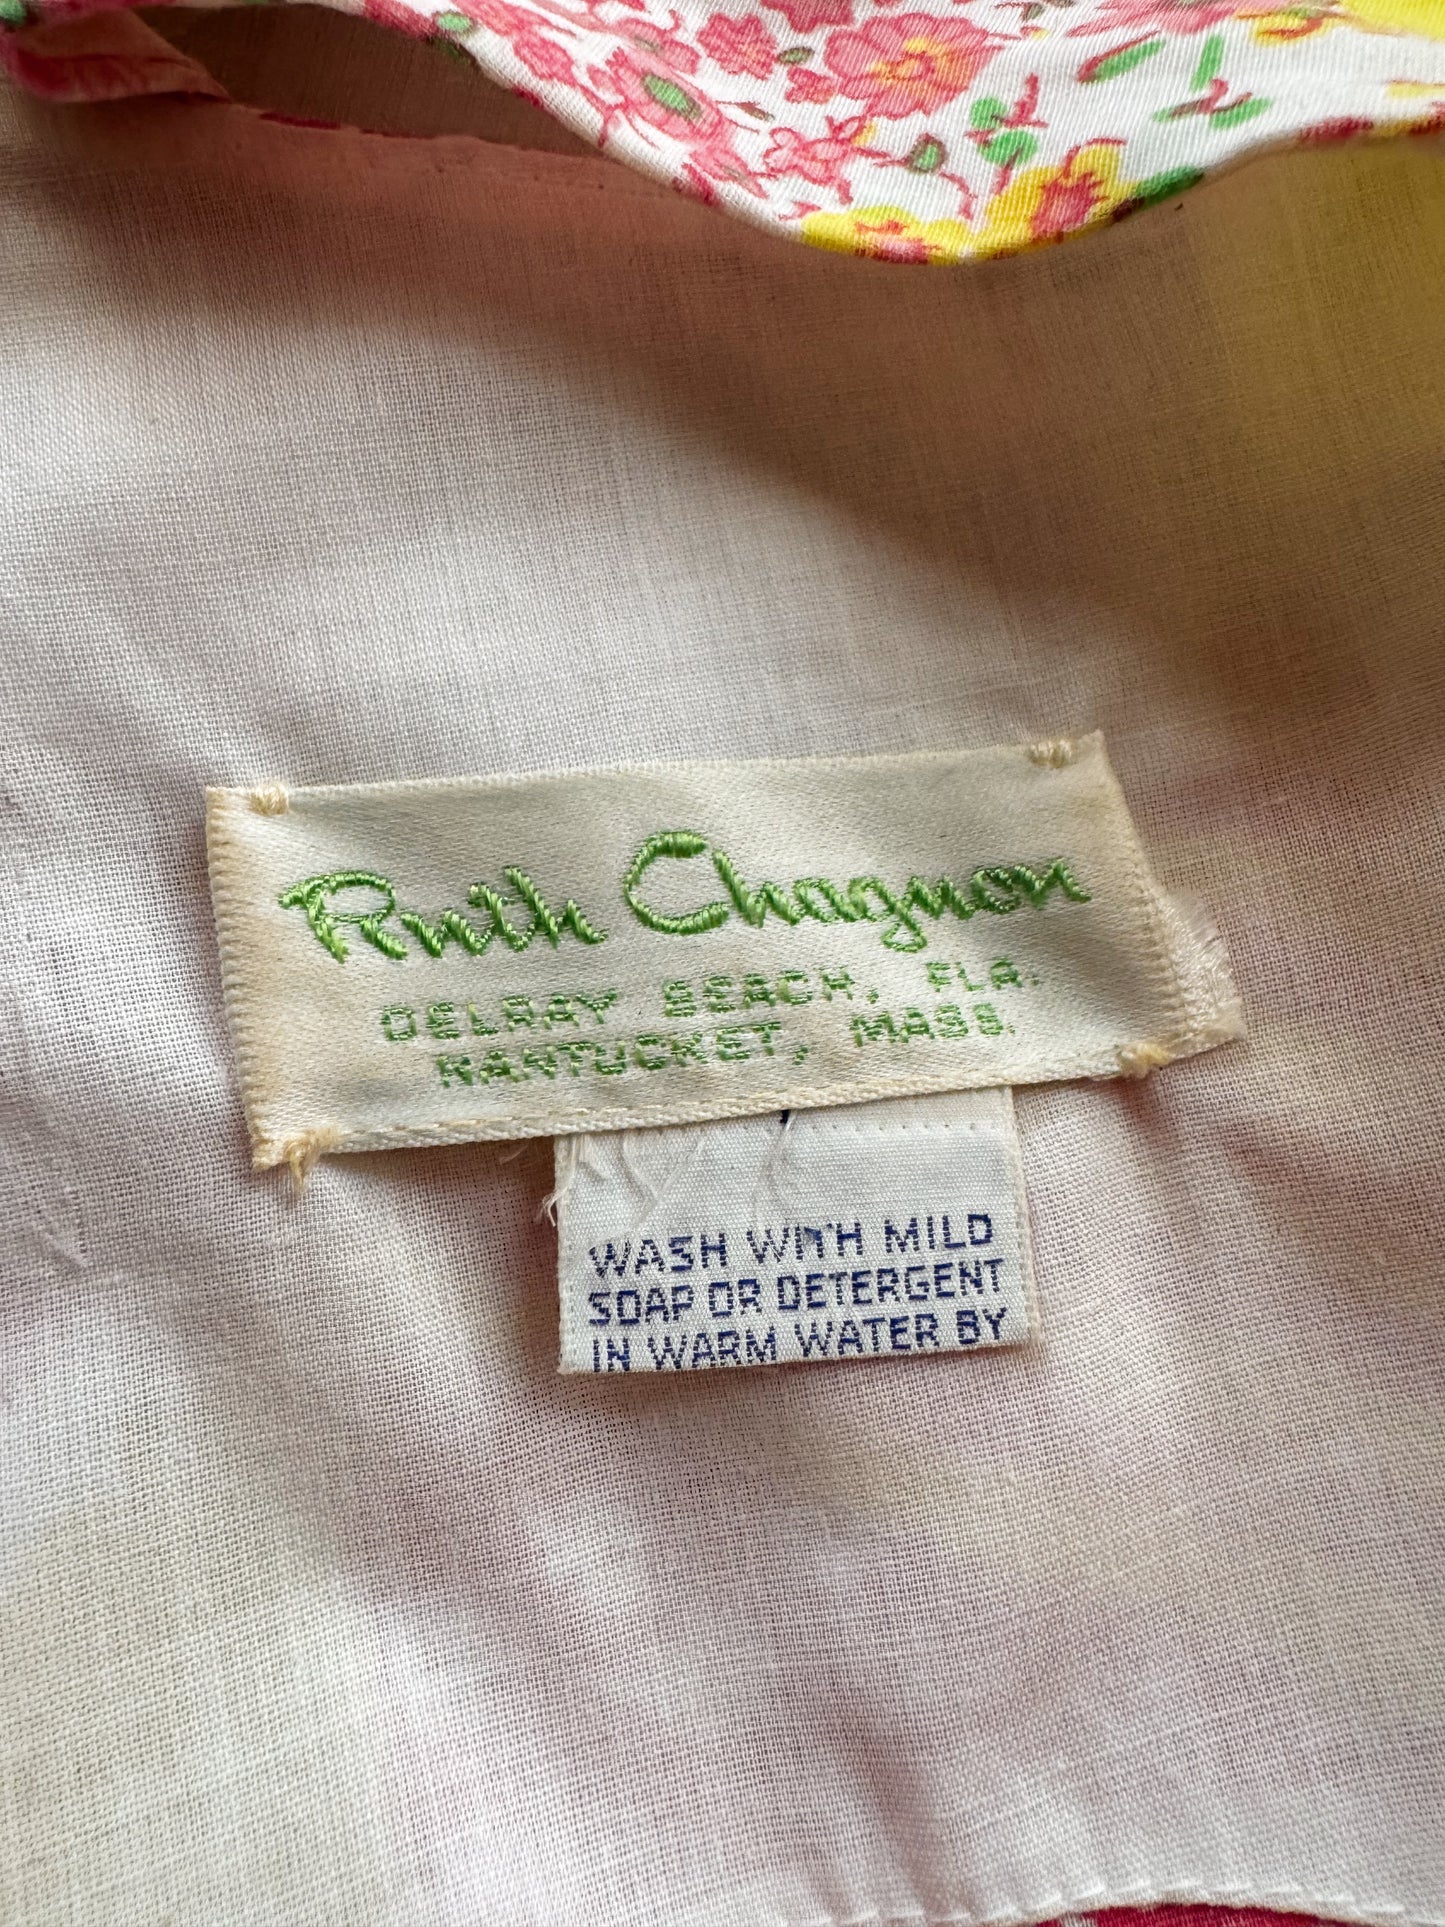 Ruth Chagnon
DELRAY BEACH, FLA.
NANTUCKET, MASS.
WASH WITH MILD
SOAP OR DETERGENT
IN WARM WATER BY